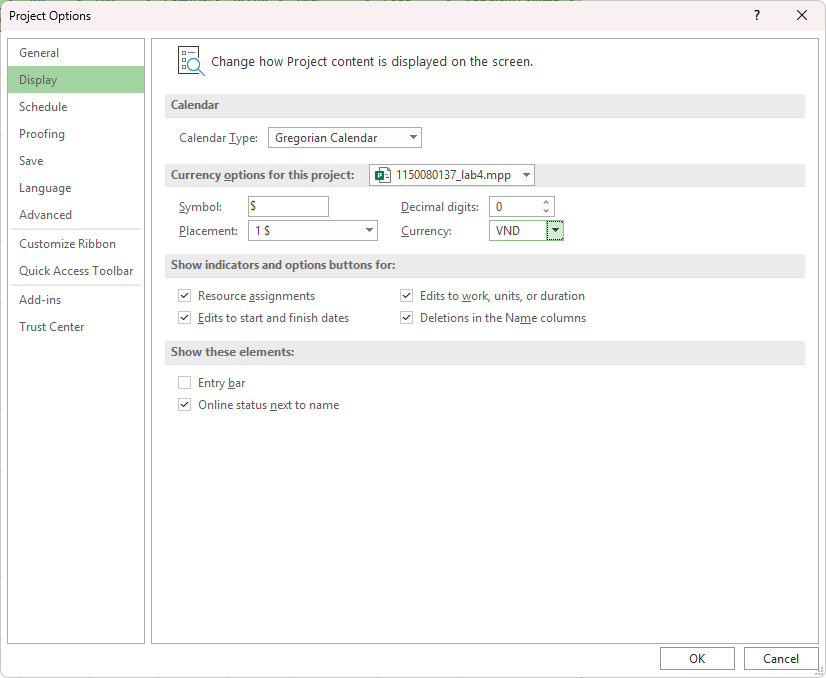 Project Options
?
General
Display
Schedule
Proofing
Save
Language
Advanced
Customize Ribbon
Quick Access Toolbar
Add-ins
Trust Center
Change how Project content is displayed on the screen.
Calendar
Calendar Type: Gregorian Calendar
Currency options for this project: 1150080137_lab4.mpp
Symbol: $ Decimal digits: 0
Placement: 1 $ Currency: VND
Show indicators and options buttons for:
Resource assignments Edits to work, units, or duration
Edits to start and finish dates Deletions in the Name columns
Show these elements:
Entry bar
Online status next to name
OK Cancel